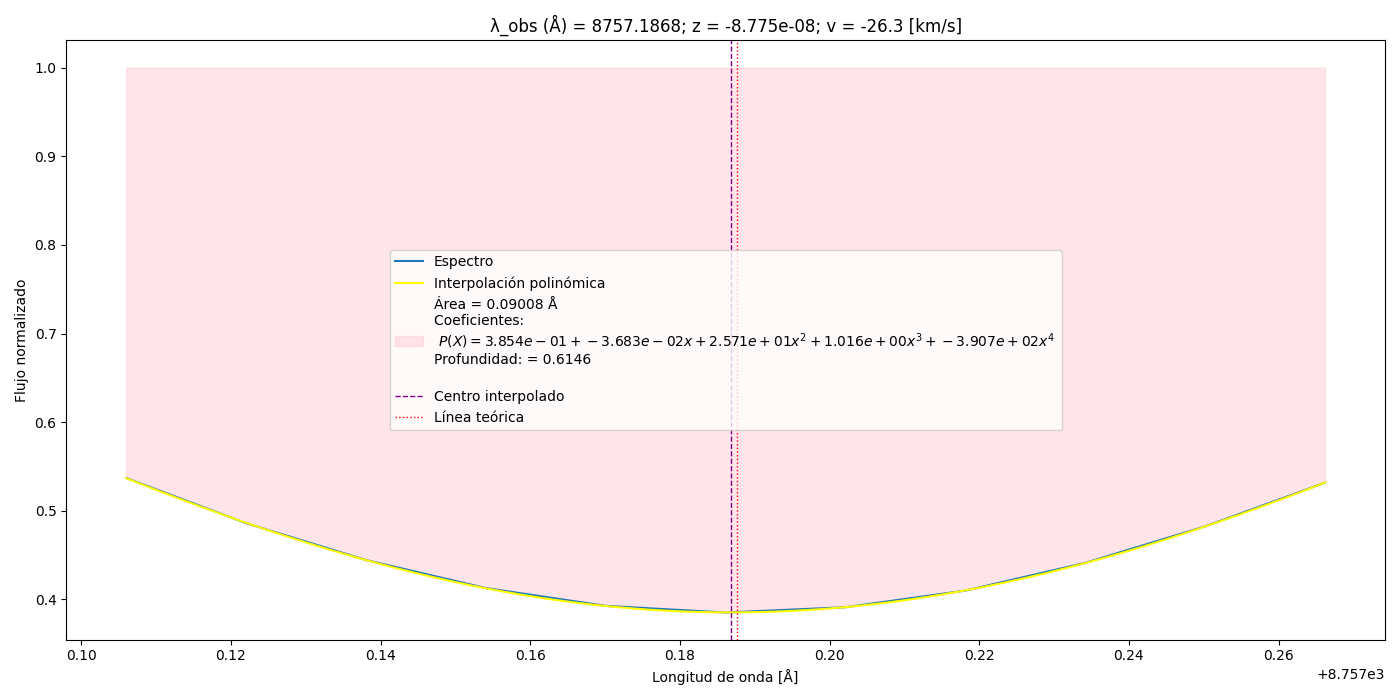 λ_obs (Å) = 8757.1868; z = -8.775e-08; v = -26.3 [km/s]
1.0
0.9
0.8
0.7
0.6
0.5
0.4
Flujo normalizado
Espectro
Interpolación polinómica
Área = 0.09008 Å
Coeficientes:
P(X) = 3.854e − 01 + −3.683e − 02x + 2.571e + 01x² + 1.016e + 00x³ + −3.907e + 02x⁴
Profundidad: = 0.6146
Centro interpolado
Línea teórica
0.10 0.12 0.14 0.16 0.18 0.20 0.22 0.24 0.26
+8.757e3
Longitud de onda [Å]